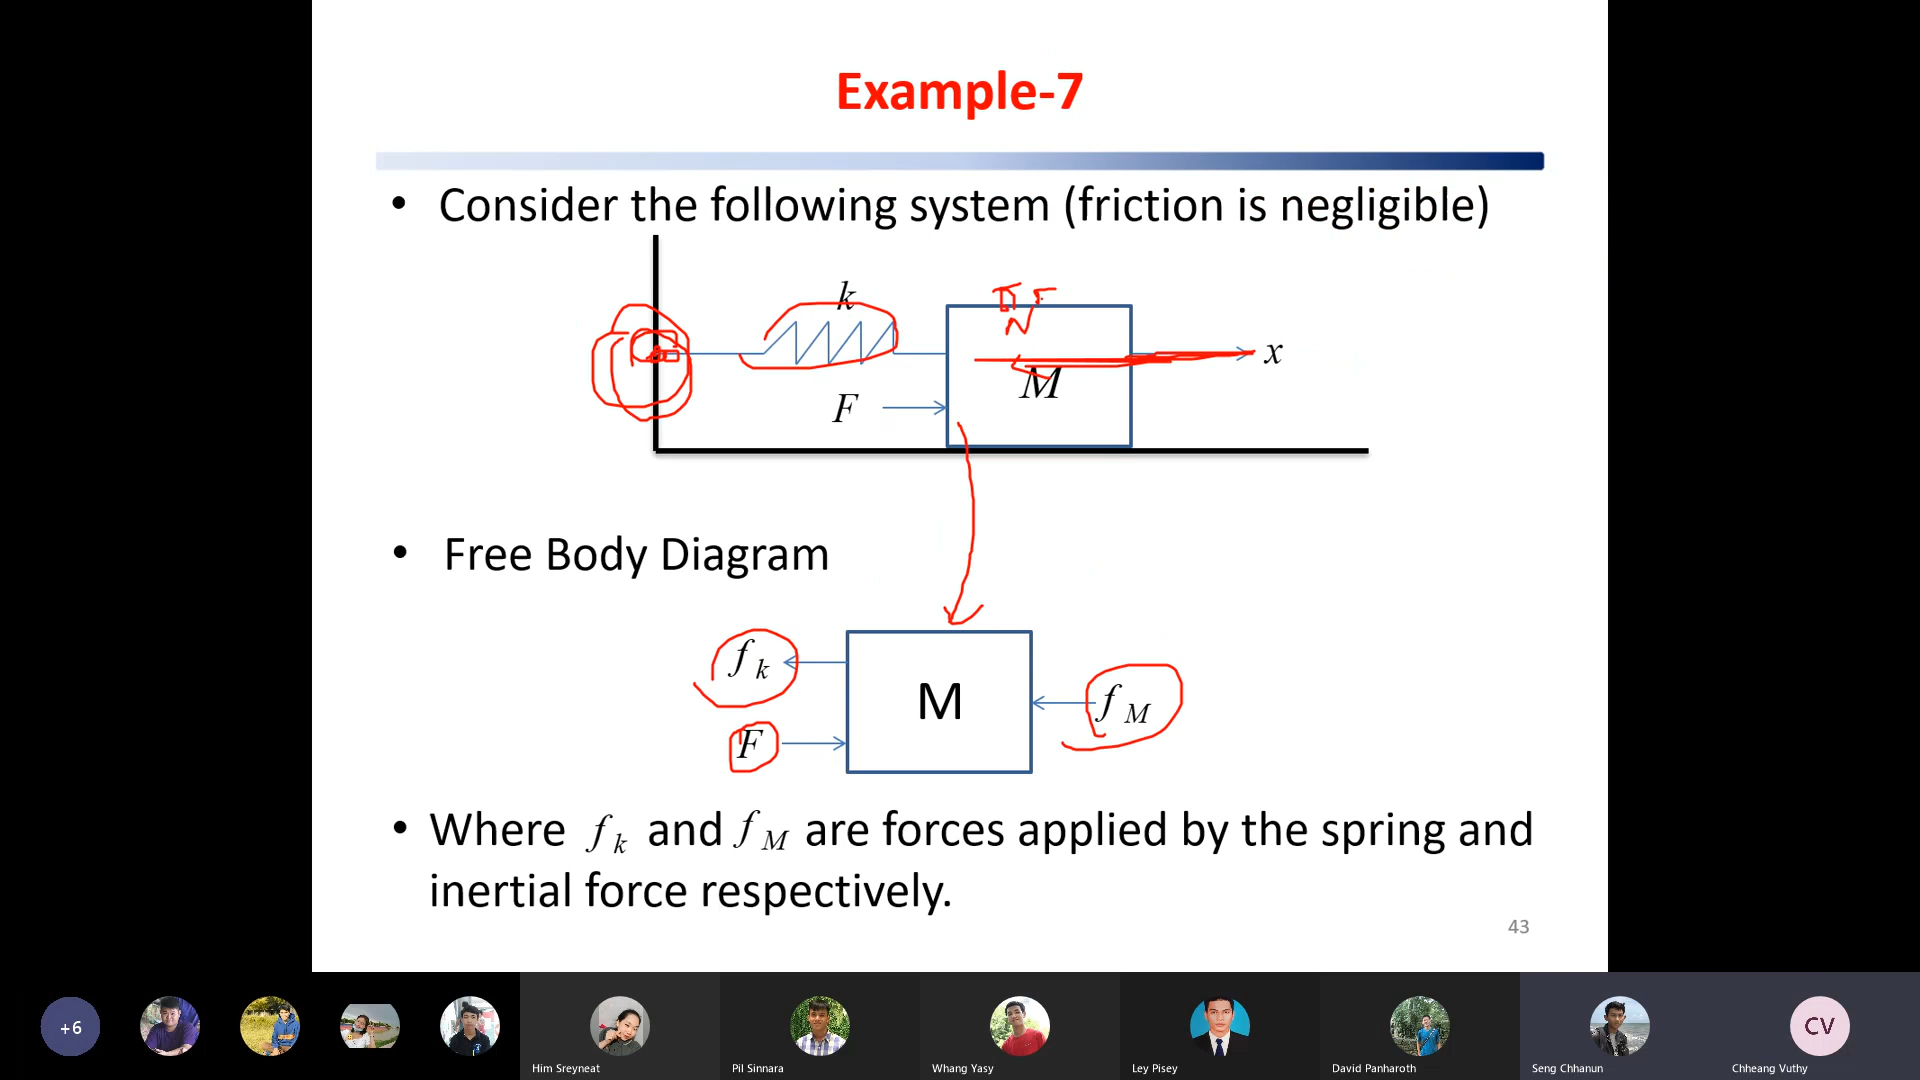 Example-7
• Consider the following system (friction is negligible)
k
F
M
x
• Free Body Diagram
f k
F
M
f M
• Where f k and f M are forces applied by the spring and
inertial force respectively.
43
+6
Him Sreyneat
Pil Sinnara
Whang Yasy
Ley Pisey
David Panharoth
Seng Chhanun
CV
Chheang Vuthy